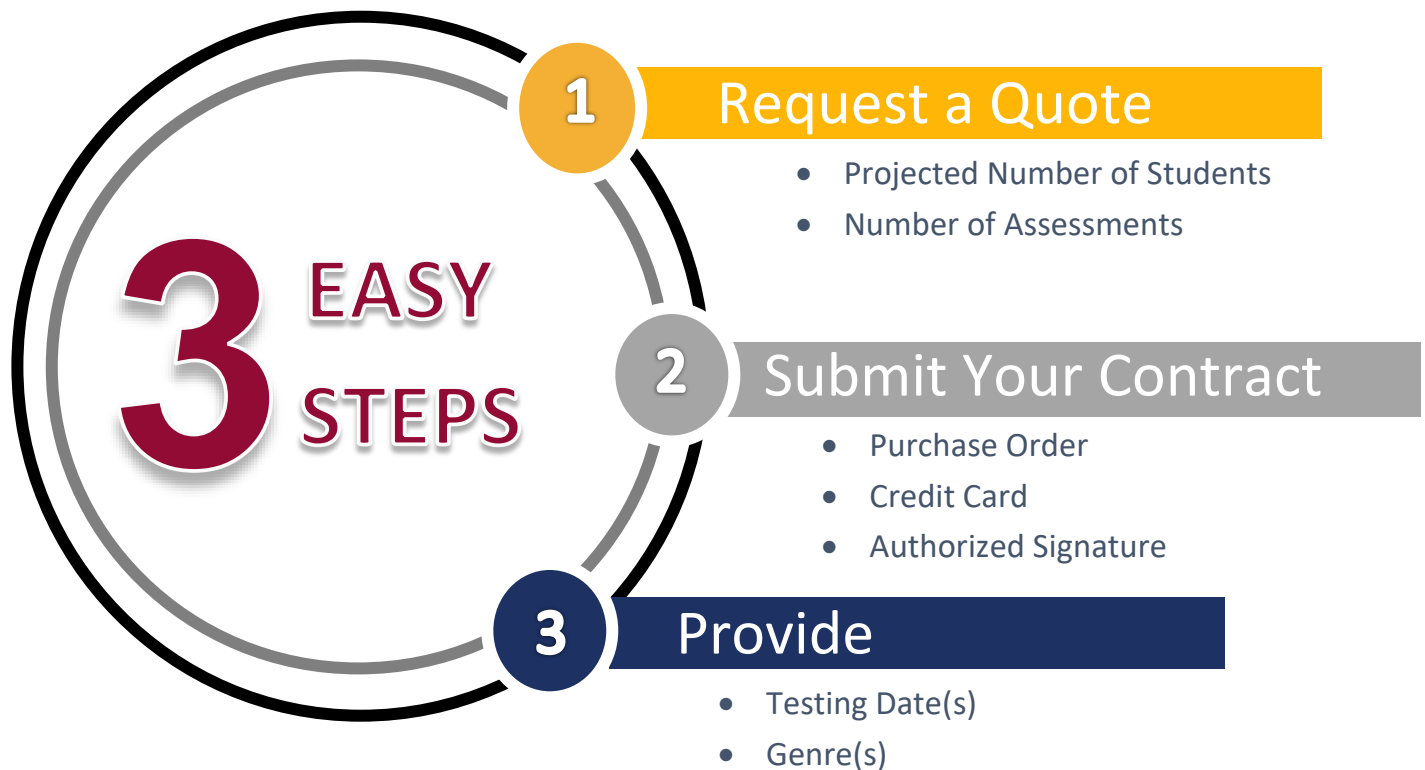 3 EASY
STEPS
1 Request a Quote
• Projected Number of Students
• Number of Assessments
2 Submit Your Contract
• Purchase Order
• Credit Card
• Authorized Signature
3 Provide
• Testing Date(s)
• Genre(s)